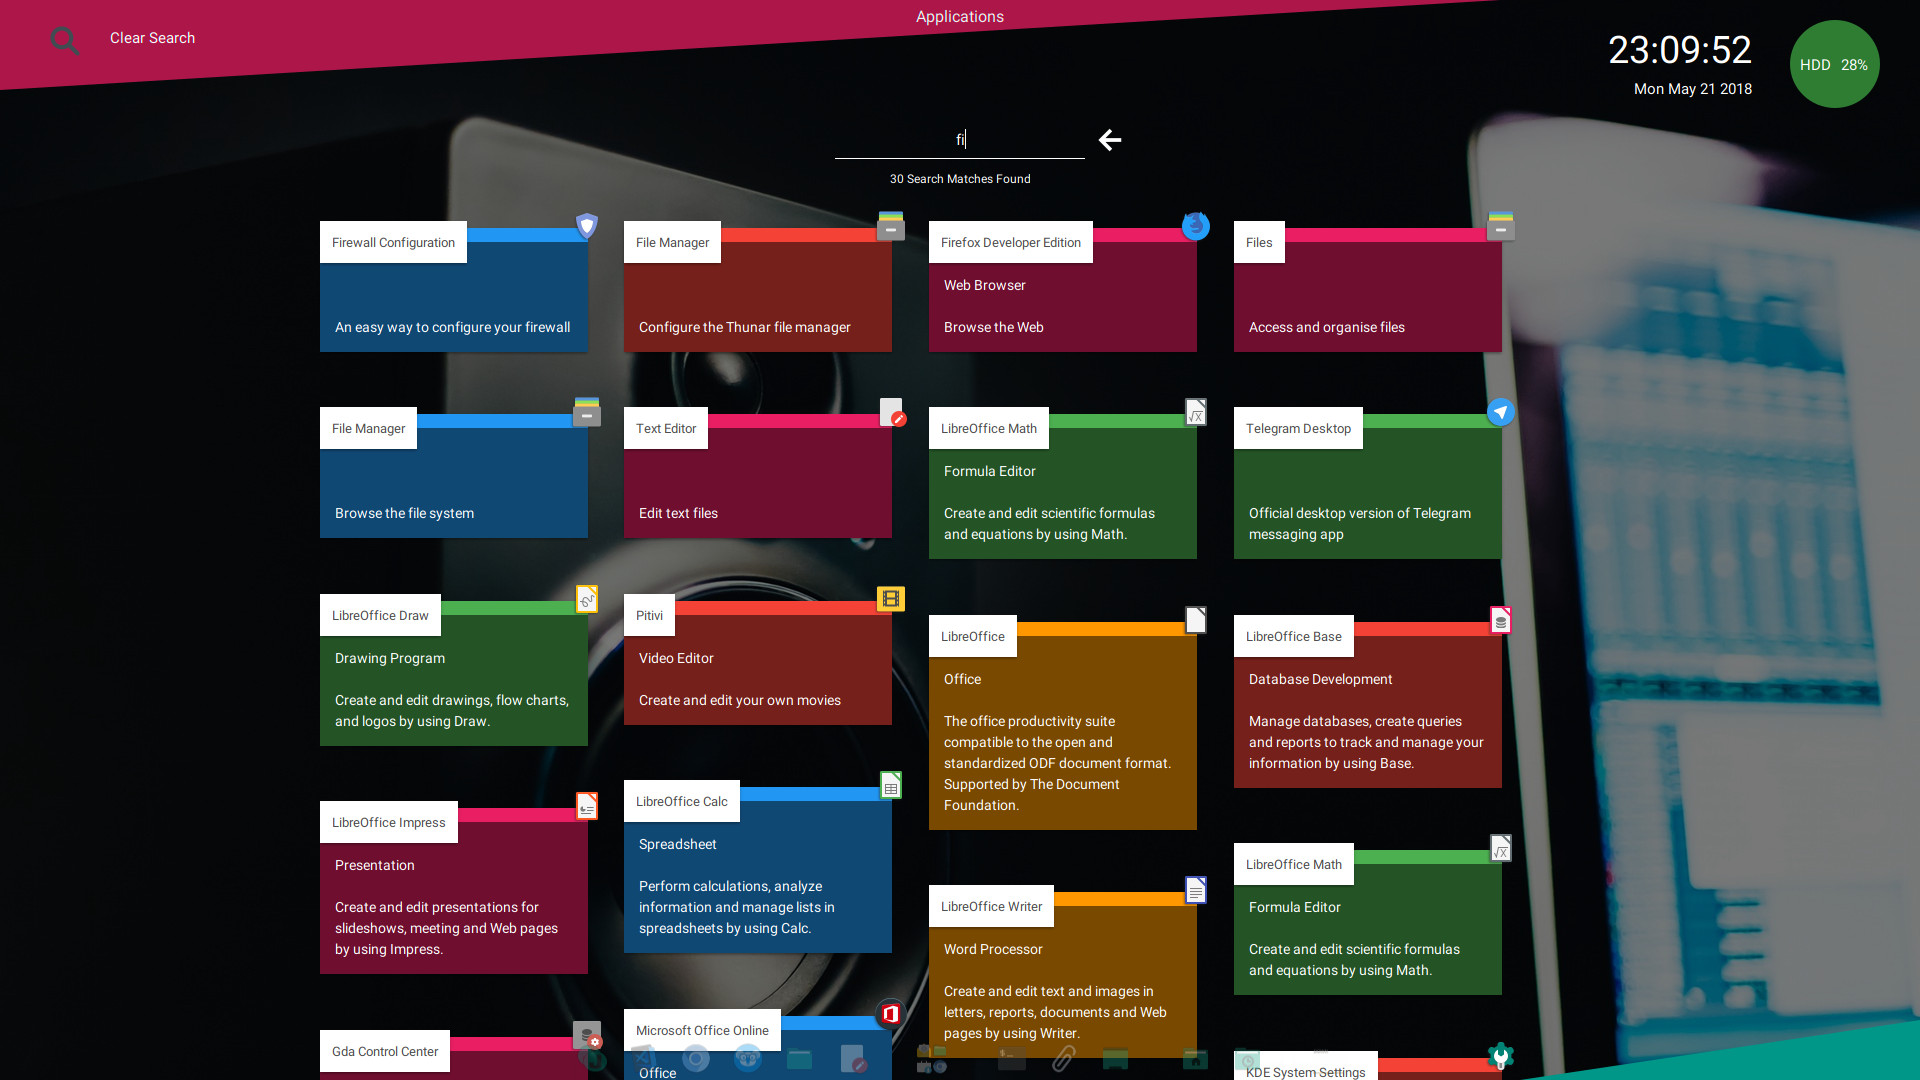 Applications
Clear Search
23:09:52
Mon May 21 2018
HDD 28%
fi
30 Search Matches Found
Firewall Configuration
An easy way to configure your firewall
File Manager
Configure the Thunar file manager
Firefox Developer Edition
Web Browser
Browse the Web
Files
Access and organise files
File Manager
Browse the file system
Text Editor
Edit text files
LibreOffice Math
Formula Editor
Create and edit scientific formulas
and equations by using Math.
Telegram Desktop
Official desktop version of Telegram
messaging app
LibreOffice Draw
Drawing Program
Create and edit drawings, flow charts,
and logos by using Draw.
Pitivi
Video Editor
Create and edit your own movies
LibreOffice
Office
The office productivity suite
compatible to the open and
standardized ODF document format.
Supported by The Document
Foundation.
LibreOffice Base
Database Development
Manage databases, create queries
and reports to track and manage your
information by using Base.
LibreOffice Impress
Presentation
Create and edit presentations for
slideshows, meeting and Web pages
by using Impress.
LibreOffice Calc
Spreadsheet
Perform calculations, analyze
information and manage lists in
spreadsheets by using Calc.
LibreOffice Writer
Word Processor
Create and edit text and images in
letters, reports, documents and Web
pages by using Writer.
LibreOffice Math
Formula Editor
Create and edit scientific formulas
and equations by using Math.
Gda Control Center
Microsoft Office Online
Office
KDE System Settings